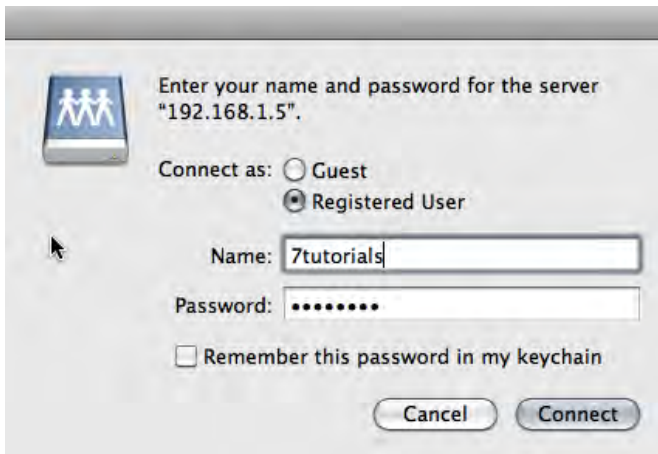 Enter your name and password for the server
“192.168.1.5”.
Connect as: Guest
Registered User
Name: 7tutorials
Password: ••••••••
Remember this password in my keychain
Cancel Connect